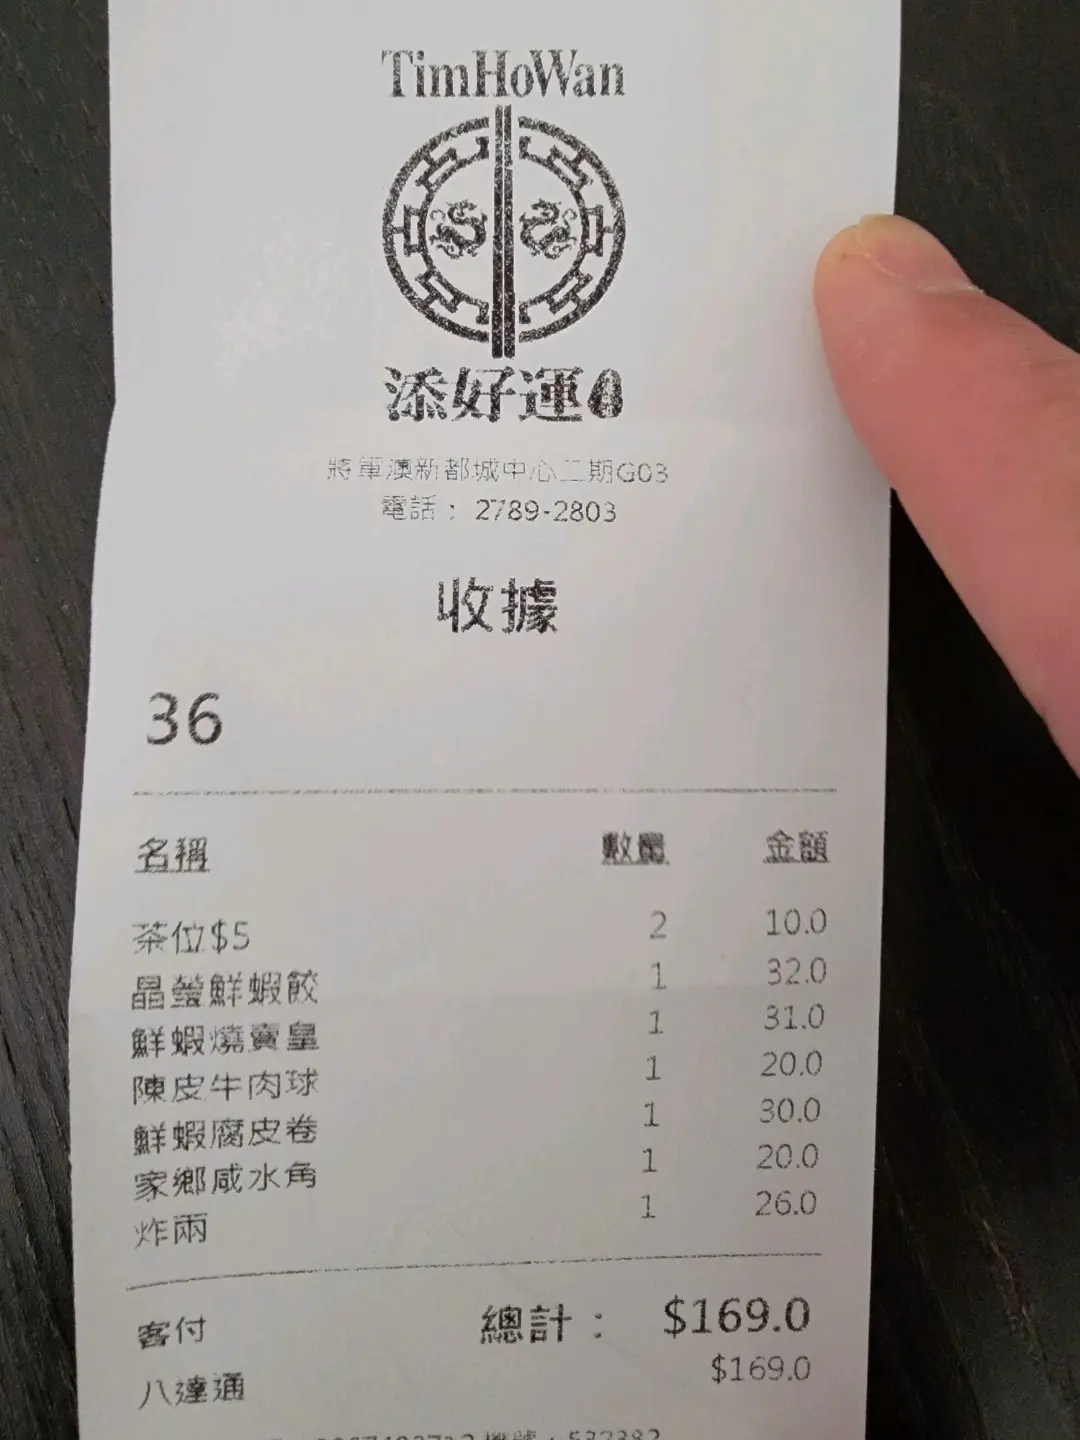 TimHoWan
添好運
將軍澳新都城中心二期G03
電話： 2789-2803
收據
36
名稱 數量 金額
茶位$5 2 10.0
晶瑩鮮蝦餃 1 32.0
鮮蝦燒賣皇 1 31.0
陳皮牛肉球 1 20.0
鮮蝦腐皮卷 1 30.0
家鄉咸水角 1 20.0
炸兩 1 26.0
客付 總計： $169.0
八達通 $169.0